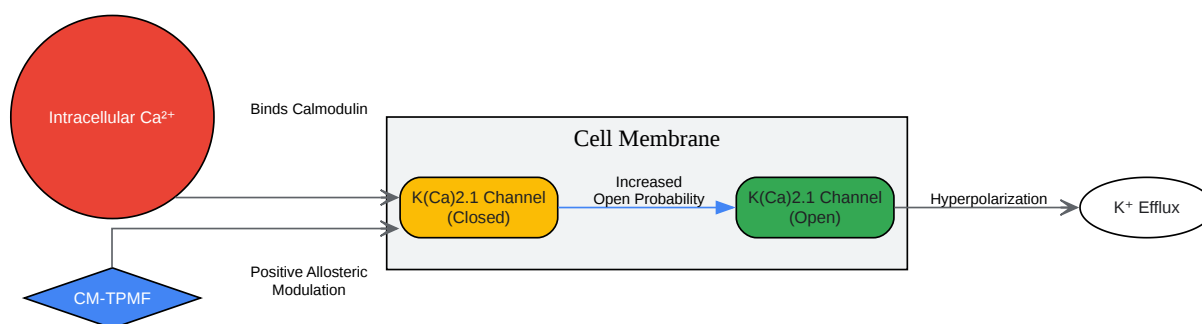 Intracellular Ca²⁺
Binds Calmodulin
Cell Membrane
K(Ca)2.1 Channel
(Closed)
Increased
Open Probability
K(Ca)2.1 Channel
(Open)
Hyperpolarization
K⁺ Efflux
Positive Allosteric
Modulation
CM-TPMF